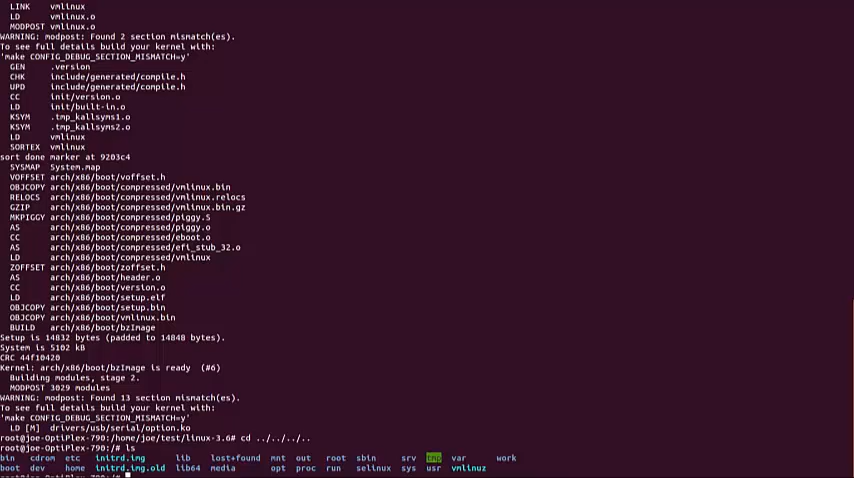 LINK vmlinux
LD vmlinux.o
MODPOST vmlinux.o
WARNING: modpost: Found 2 section mismatch(es).
To see full details build your kernel with:
'make CONFIG_DEBUG_SECTION_MISMATCH=y'
GEN .version
CHK include/generated/compile.h
UPD include/generated/compile.h
CC init/version.o
LD init/built-in.o
KSYM .tmp_kallsyms1.o
KSYM .tmp_kallsyms2.o
LD vmlinux
SORTEX vmlinux
sort done marker at 9203c4
SYSMAP System.map
VOFFSET arch/x86/boot/voffset.h
OBJCOPY arch/x86/boot/compressed/vmlinux.bin
RELOCS arch/x86/boot/compressed/vmlinux.relocs
GZIP arch/x86/boot/compressed/vmlinux.bin.gz
MKPIGGY arch/x86/boot/compressed/piggy.S
AS arch/x86/boot/compressed/piggy.o
CC arch/x86/boot/compressed/eboot.o
AS arch/x86/boot/compressed/efi_stub_32.o
LD arch/x86/boot/compressed/vmlinux
ZOFFSET arch/x86/boot/zoffset.h
AS arch/x86/boot/header.o
CC arch/x86/boot/version.o
LD arch/x86/boot/setup.elf
OBJCOPY arch/x86/boot/setup.bin
OBJCOPY arch/x86/boot/vmlinux.bin
BUILD arch/x86/boot/bzImage
Setup is 14832 bytes (padded to 14848 bytes).
System is 5102 kB
CRC 44f10420
Kernel: arch/x86/boot/bzImage is ready (#6)
Building modules, stage 2.
MODPOST 3029 modules
WARNING: modpost: Found 13 section mismatch(es).
To see full details build your kernel with:
'make CONFIG_DEBUG_SECTION_MISMATCH=y'
LD [M] drivers/usb/serial/option.ko
root@joe-OptiPlex-790:/home/joe/test/linux-3.6# cd ../../../..
root@joe-OptiPlex-790:/# ls
bin cdrom etc initrd.img lib lost+found mnt out root sbin srv tmp var work
boot dev home initrd.img.old lib64 media opt proc run selinux sys usr vmlinuz
root@joe-OptiPlex-790:/#